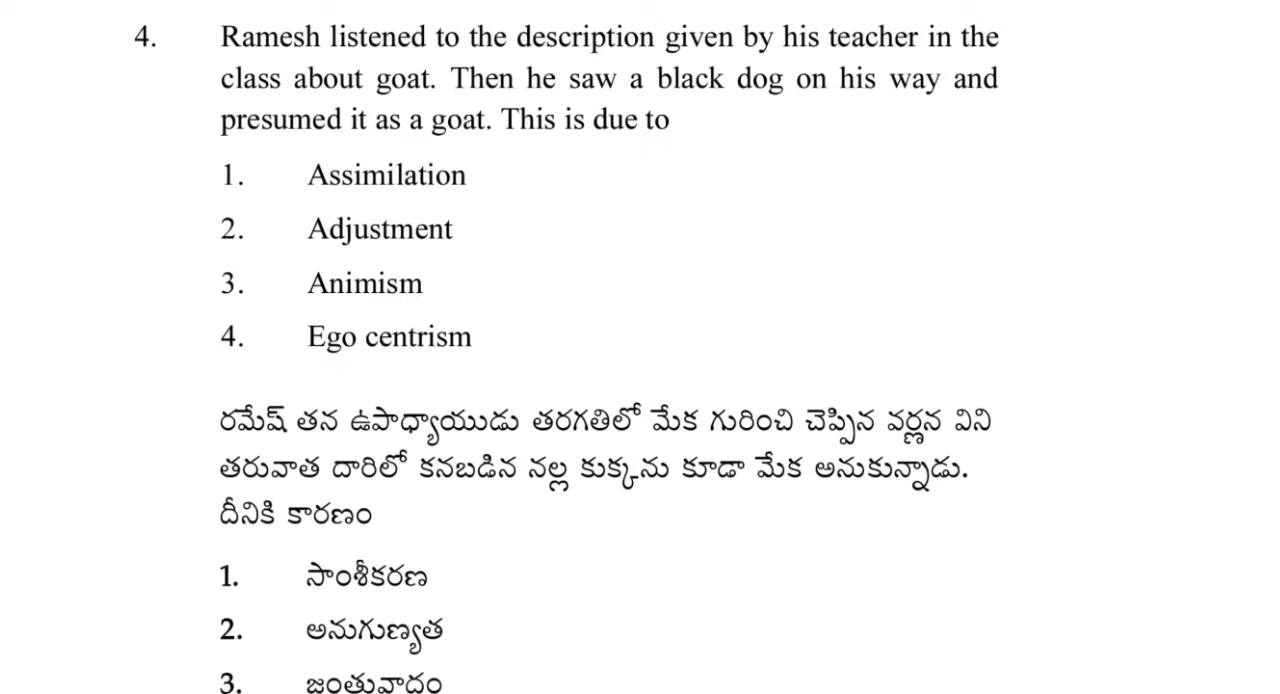 4. Ramesh listened to the description given by his teacher in the
class about goat. Then he saw a black dog on his way and
presumed it as a goat. This is due to
1. Assimilation
2. Adjustment
3. Animism
4. Ego centrism
రమేష్ తన ఉపాధ్యాయుడు తరగతిలో మేక గురించి చెప్పిన వర్ణన విని
తరువాత దారిలో కనబడిన నల్ల కుక్కను కూడా మేక అనుకున్నాడు.
దీనికి కారణం
1. సాంశీకరణ
2. అనుగుణ్యత
3. జంతువాదం